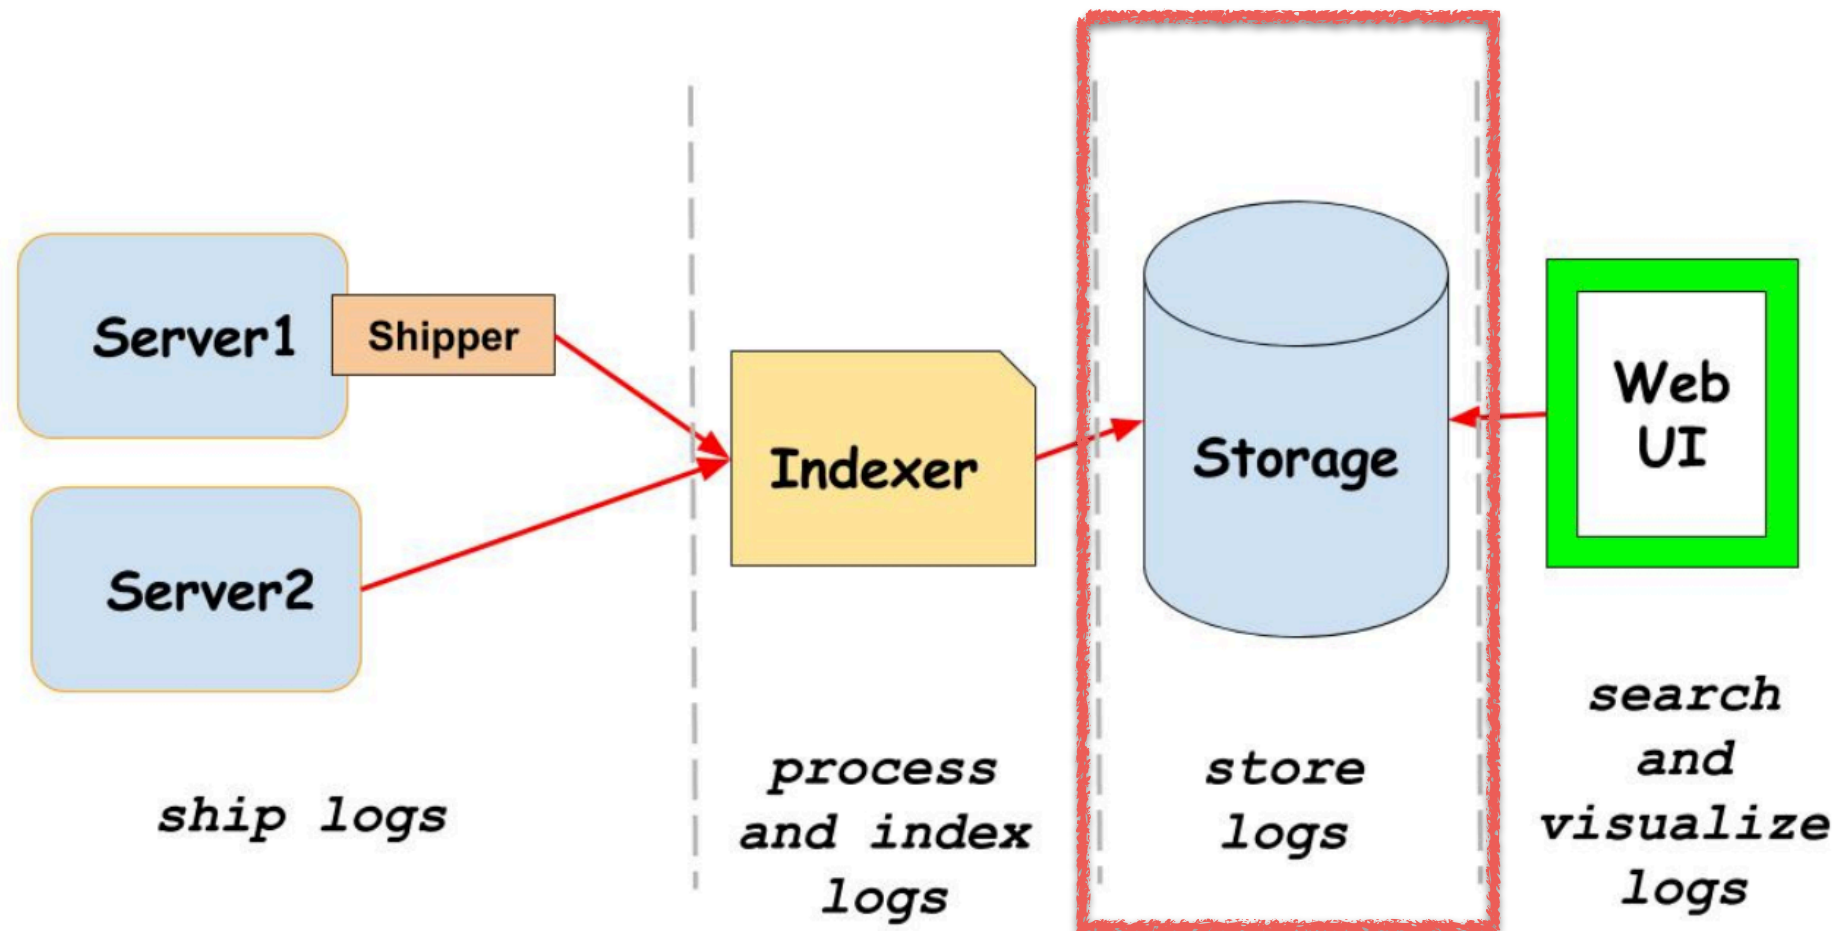 Server1
Shipper
Server2
ship logs
Indexer
process
and index
logs
Storage
store
logs
Web
UI
search
and
visualize
logs